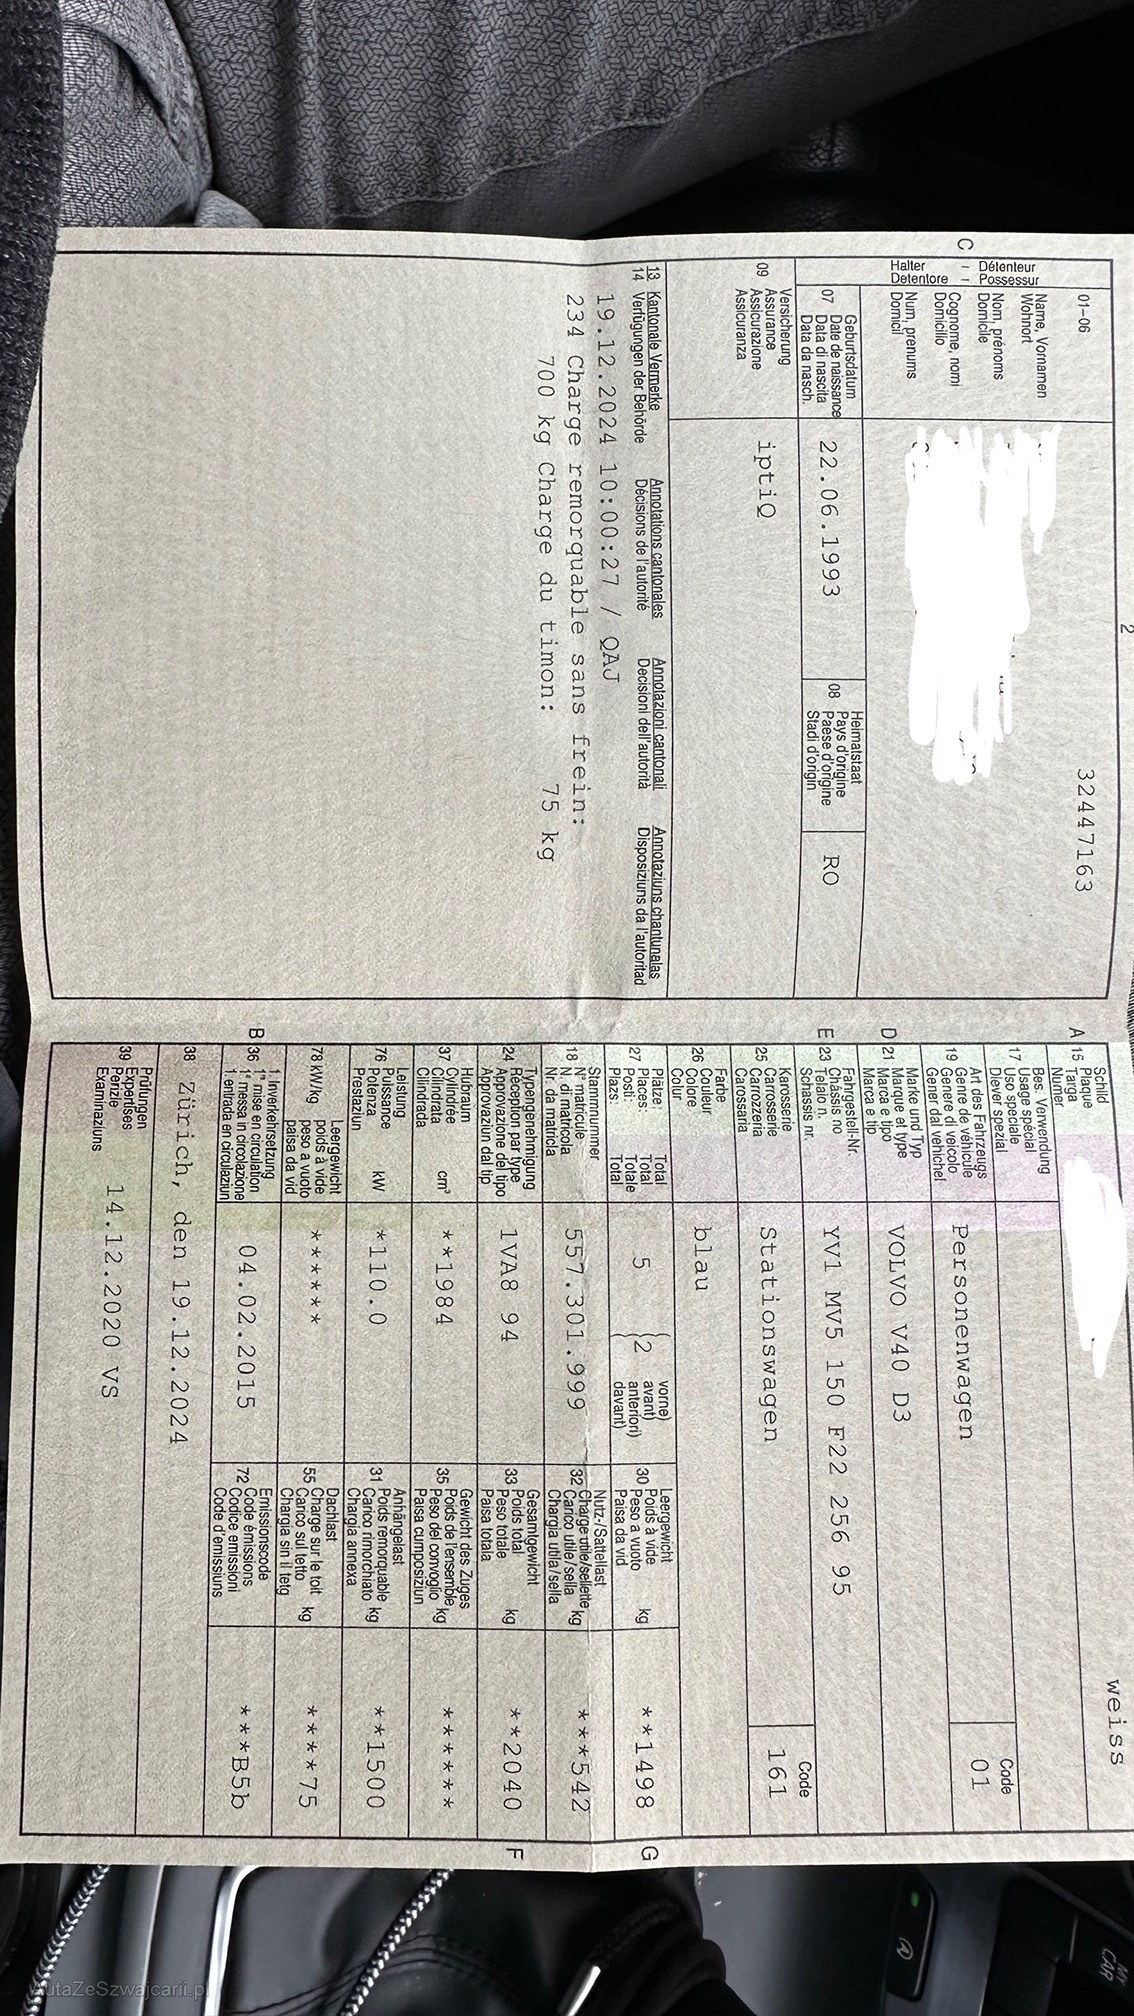 2
C
Détenteur
Possessur
Halter
Detentore
01-06
32447163
Name, Vornamen
Wohnort
Nom, prénoms
Domicile
Cognome, nomi
Domicilio
Num, prenums
Domicil
07
Geburtsdatum
Date de naissance
Data di nascita
Data da nasch.
22.06.1993
08
Heimatstaat
Pays d'origine
Paese d'origine
Stadi d'origin
RO
09
Versicherung
Assurance
Assicurazione
Assicuranza
iptiQ
13 Kantonale Vermerke Annotations cantonales Annotazioni cantonali Annotaziuns chantunalas
14 Verfügungen der Behörde Décisions de l'autorité Decisioni dell'autorità Disposiziuns da l'autoritad
19.12.2024 10:00:27 / QAJ
234 Charge remorquable sans frein:
700 kg Charge du timon: 75 kg
weiss
A
15
Schild
Plaque
Targa
Numner
17
Bes. Verwendung
Usage spécial
Uso speciale
Diever spezial
19
Art des Fahrzeugs
Genre de véhicule
Genere di veicolo
Gener dal vehichel
Personenwagen
Code
01
D
21
Marke und Typ
Marque et type
Marca e tipo
Marca e tip
VOLVO V40 D3
E
23
Fahrgestell-Nr.
Châssis no
Telaio n.
Schassis nr.
YV1 MV5 150 F22 256 95
25
Karosserie
Carrosserie
Carrozzeria
Carrossaria
Stationswagen
Code
161
26
Farbe
Couleur
Colore
Colur
blau
27
Plätze: Total
Places: Total
Posti: Totale
Plazs: Total
5
2
vorne)
avant)
anteriori)
davant)
G
30
Leergewicht
Poids à vide
Peso a vuoto
Paisa da vid
kg
**1498
18
Stammnummer
N° matricule
N. di matricola
Nr. da matricla
557.301.999
32
Nutz-/Sattellast
Charge utile/sellette
Carico utile/sella
Chargia utila/sella
kg
***542
24
Typengenehmigung
Réception par type
Approvazione del tipo
Approvaziun dal tip
1VA8 94
33
Gesamtgewicht
Poids total
Peso totale
Paisa totala
kg
**2040
F
37
Hubraum
Cylindrée
Cilindrata
Cilindrada
cm³
**1984
35
Gewicht des Zuges
Poids de l'ensemble
Peso del convoglio
Paisa cumposiziun
kg
******
76
Leistung
Puissance
Potenza
Prestaziun
kW
*110.0
31
Anhängelast
Poids remorquable
Carico rimorchiato
Chargia annexa
kg
**1500
78 kW/kg
Leergewicht
poids à vide
peso a vuoto
paisa da vid
*****
55
Dachlast
Charge sur le toit
Carico sul tetto
Chargia sin il tetg
kg
****75
B
36
1. Inverkehrsetzung
1re mise en circulation
1a messa in circolazione
1. entrada en circulaziun
04.02.2015
72
Emissionscode
Code émissions
Codice emissioni
Code d'emissiuns
***B5b
38
Zürich, den 19.12.2024
39
Prüfungen
Expertises
Perizie
Examinaziuns
14.12.2020 VS
MY CAR
AutaZeSzwajcarii.pl